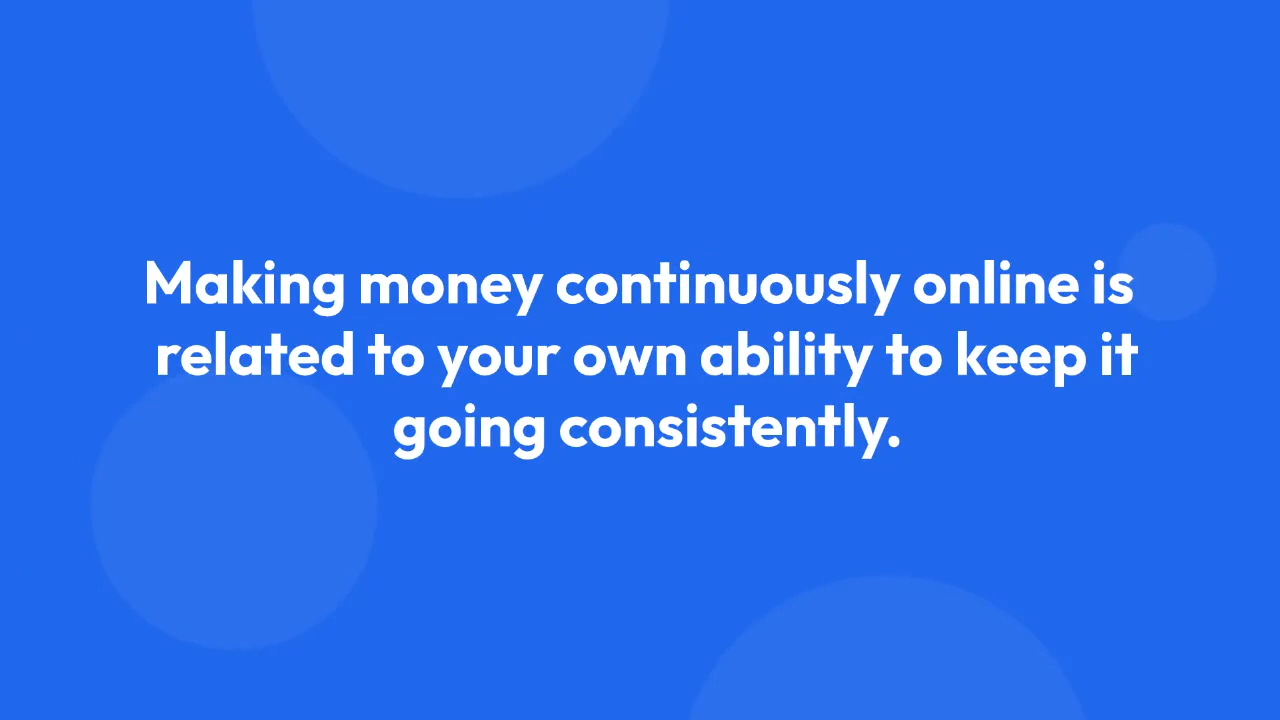 Making money continuously online is
related to your own ability to keep it
going consistently.